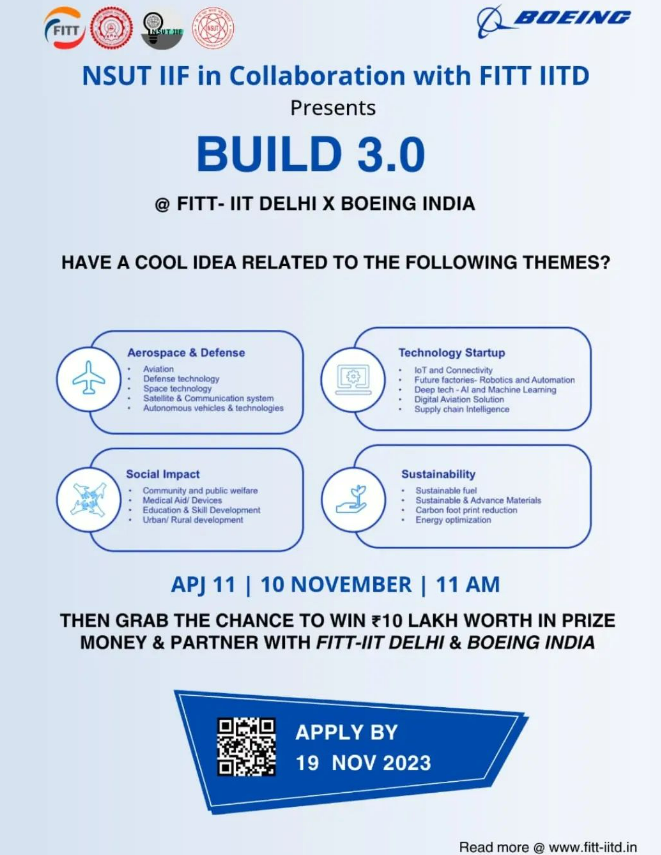 FITT
NSUT IIF
BOEING
NSUT IIF in Collaboration with FITT IITD
Presents
BUILD 3.0
@ FITT- IIT DELHI X BOEING INDIA
HAVE A COOL IDEA RELATED TO THE FOLLOWING THEMES?
Aerospace & Defense
• Aviation
• Defense technology
• Space technology
• Satellite & Communication system
• Autonomous vehicles & technologies
Technology Startup
• IoT and Connectivity
• Future factories- Robotics and Automation
• Deep tech - AI and Machine Learning
• Digital Aviation Solution
• Supply chain Intelligence
Social Impact
• Community and public welfare
• Medical Aid/ Devices
• Education & Skill Development
• Urban/ Rural development
Sustainability
• Sustainable fuel
• Sustainable & Advance Materials
• Carbon foot print reduction
• Energy optimization
APJ 11 | 10 NOVEMBER | 11 AM
THEN GRAB THE CHANCE TO WIN ₹10 LAKH WORTH IN PRIZE
MONEY & PARTNER WITH FITT-IIT DELHI & BOEING INDIA
APPLY BY
19 NOV 2023
Read more @ www.fitt-iitd.in